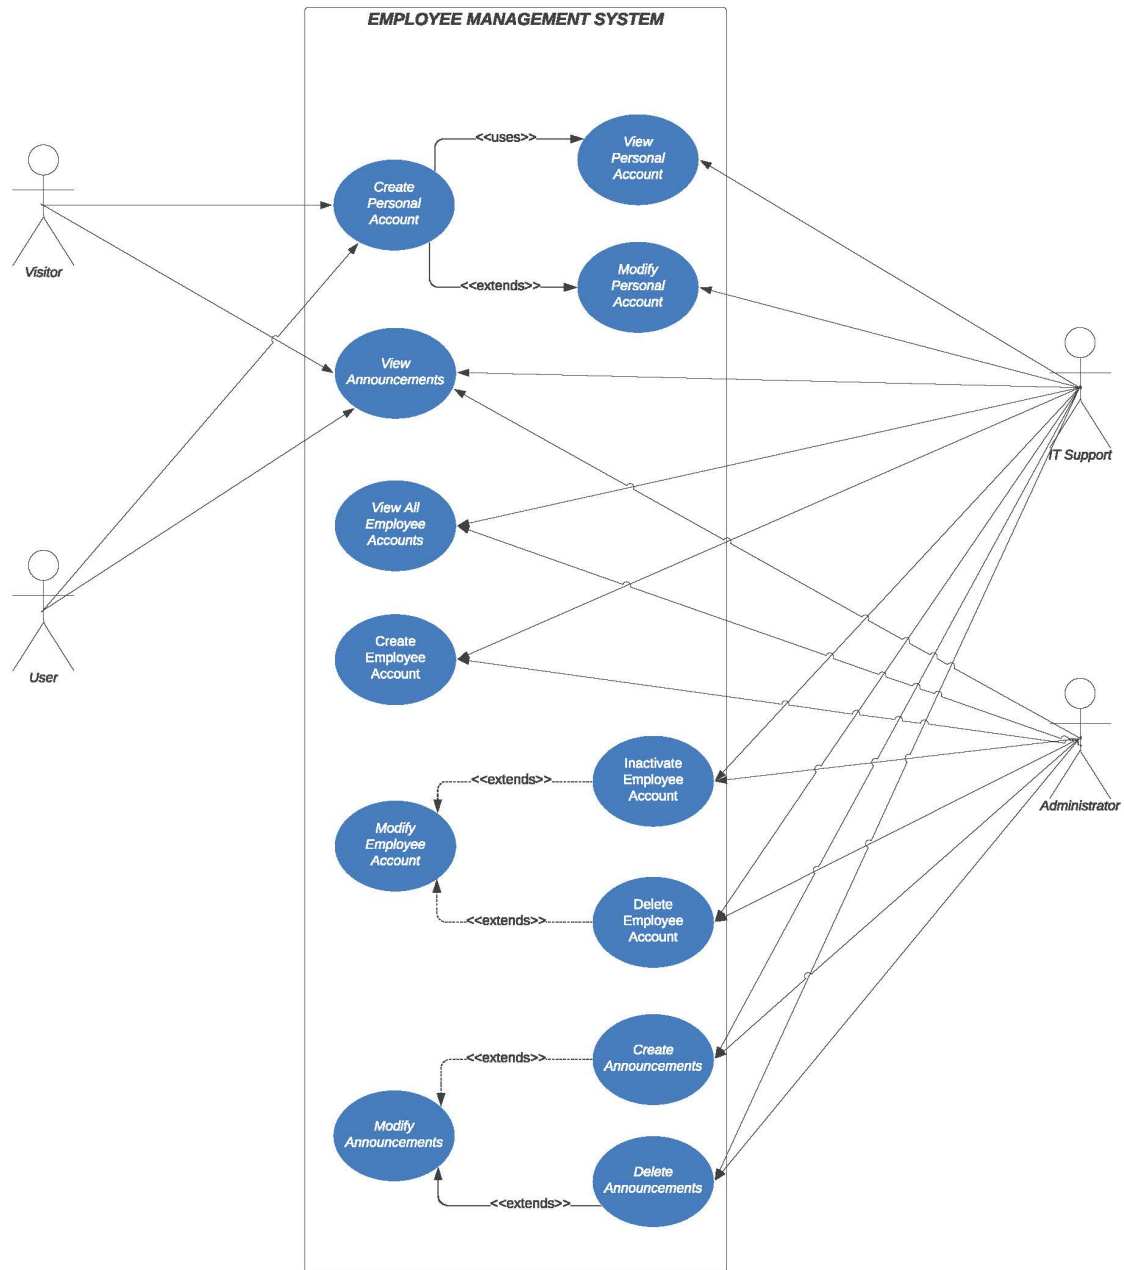 EMPLOYEE MANAGEMENT SYSTEM
<<uses>>
View
Personal
Account
Create
Personal
Account
Visitor
<<extends>>
Modify
Personal
Account
View
Announcements
IT Support
View All
Employee
Accounts
User
Create
Employee
Account
Administrator
<<extends>>
Inactivate
Employee
Account
Modify
Employee
Account
<<extends>>
Delete
Employee
Account
<<extends>>
Create
Announcements
Modify
Announcements
<<extends>>
Delete
Announcements